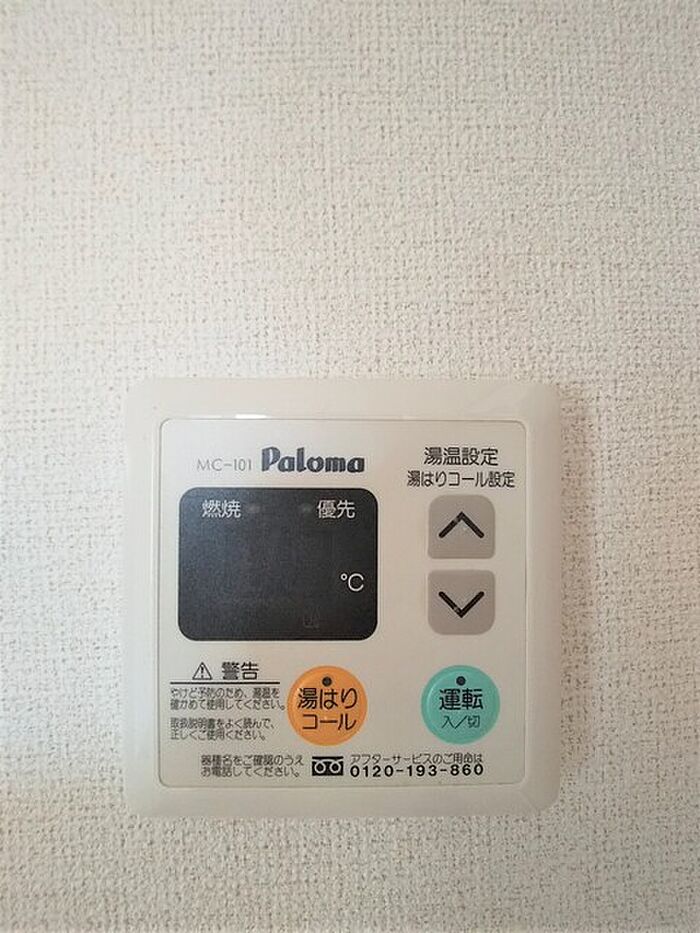 MC-101 Paloma
湯温設定
湯はりコール設定
燃焼 優先
℃
警告
やけど予防のため、湯温を
確かめて使用してください。
取扱説明書をよく読んで、
正しくご使用ください。
湯はり
コール
運転
入/切
器種名をご確認のうえ
お電話してください。
アフターサービスのご用命は
0120-193-860